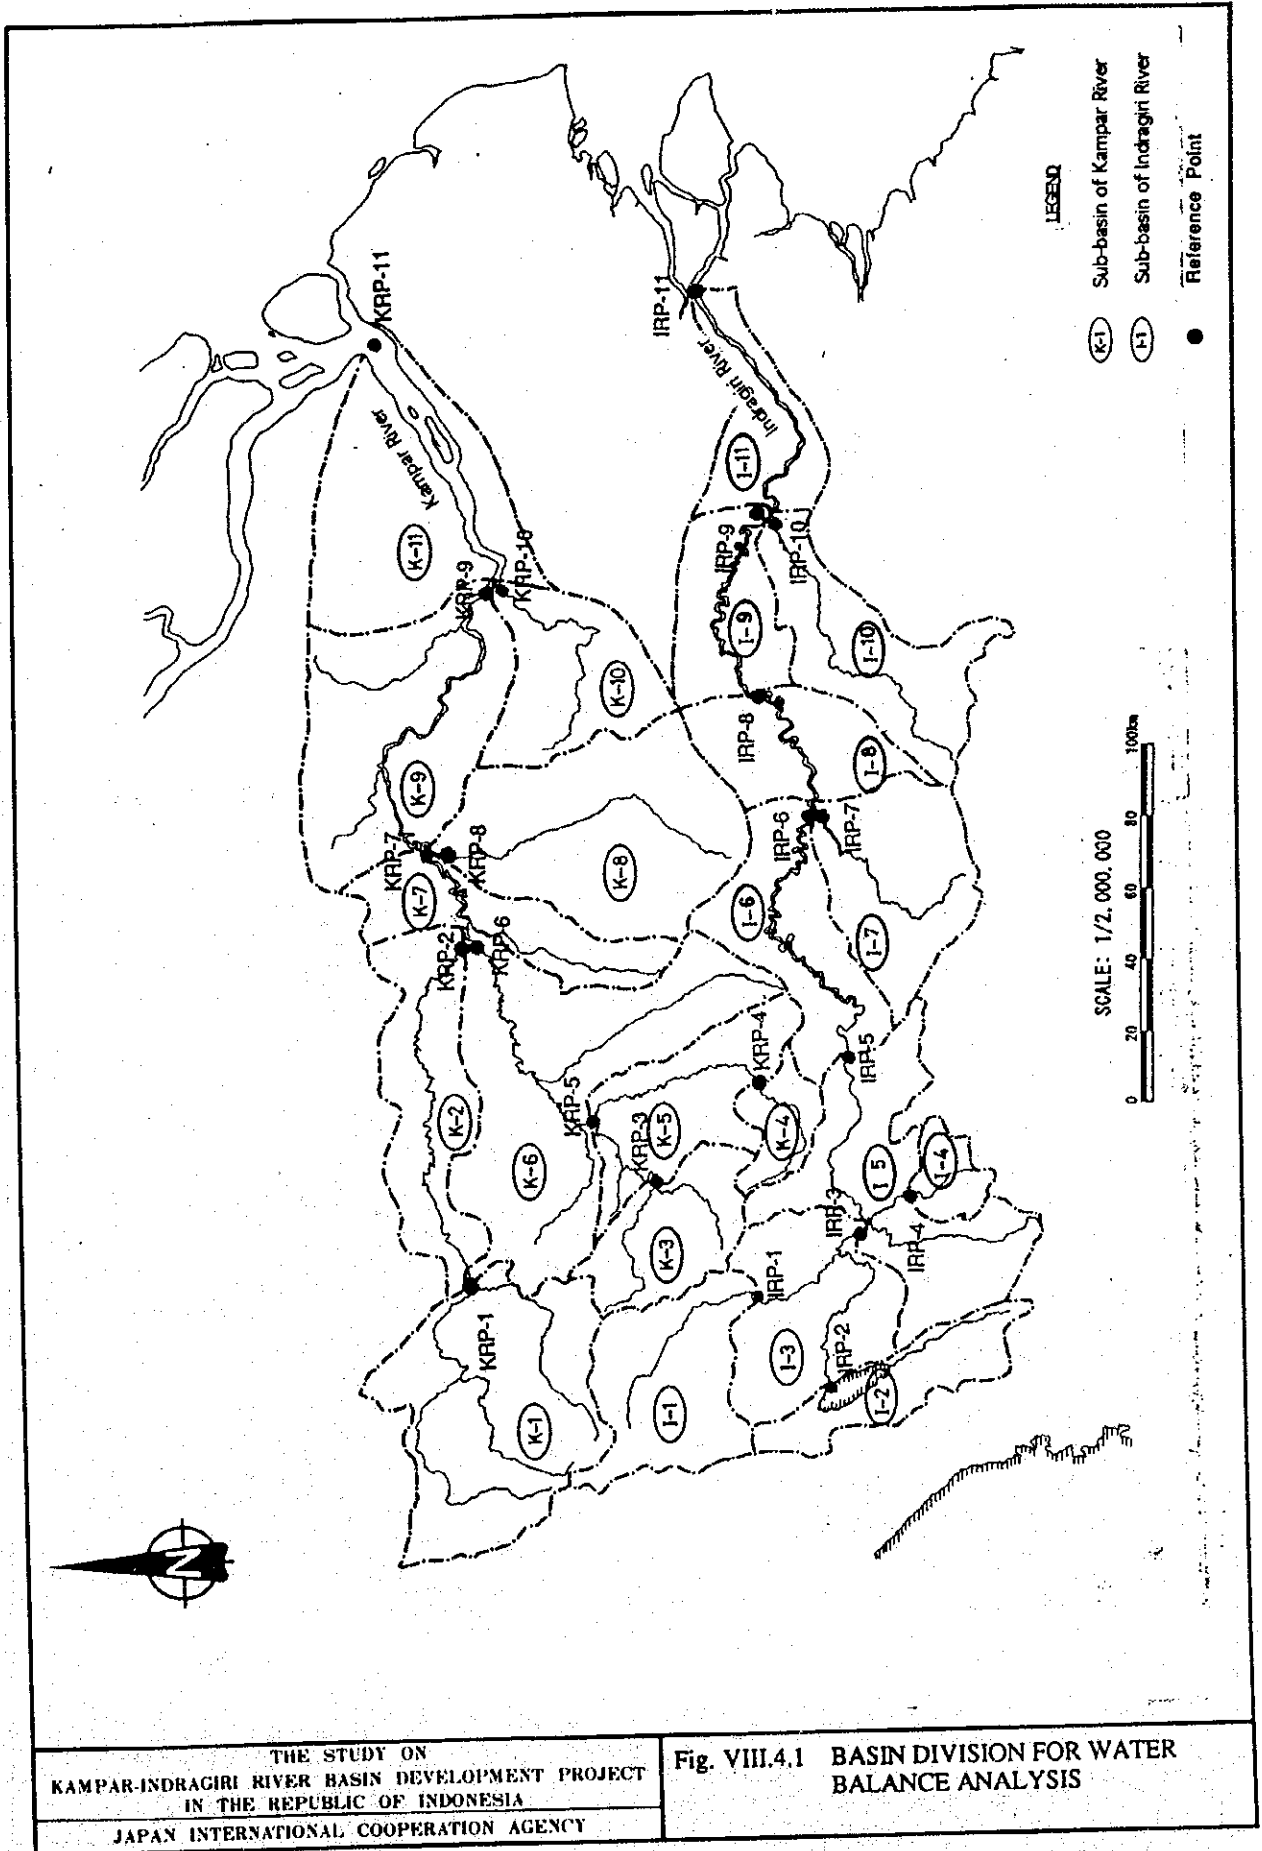 KRP-11
Kampar River
K-11
KRP-9
KRP-10
K-10
K-9
KRP-7
KRP-8
K-7
K-8
KRP-2
KRP-6
K-2
K-6
KRP-5
KRP-3
K-5
KRP-4
K-4
K-3
KRP-1
K-1
IRP-11
Indragiri River
I-11
IRP-9
IRP-10
I-9
I-10
IRP-8
I-8
IRP-6
IRP-7
I-6
I-7
IRP-5
I-5
I-4
IRP-3
IRP-4
IRP-1
I-3
IRP-2
I-2
I-1
N
LEGEND
K-1 Sub-basin of Kampar River
I-1 Sub-basin of Indragiri River
Reference Point
SCALE: 1/2,000,000
0 20 40 60 80 100km
THE STUDY ON
KAMPAR-INDRAGIRI RIVER BASIN DEVELOPMENT PROJECT
IN THE REPUBLIC OF INDONESIA
JAPAN INTERNATIONAL COOPERATION AGENCY
Fig. VIII.4.1 BASIN DIVISION FOR WATER
BALANCE ANALYSIS